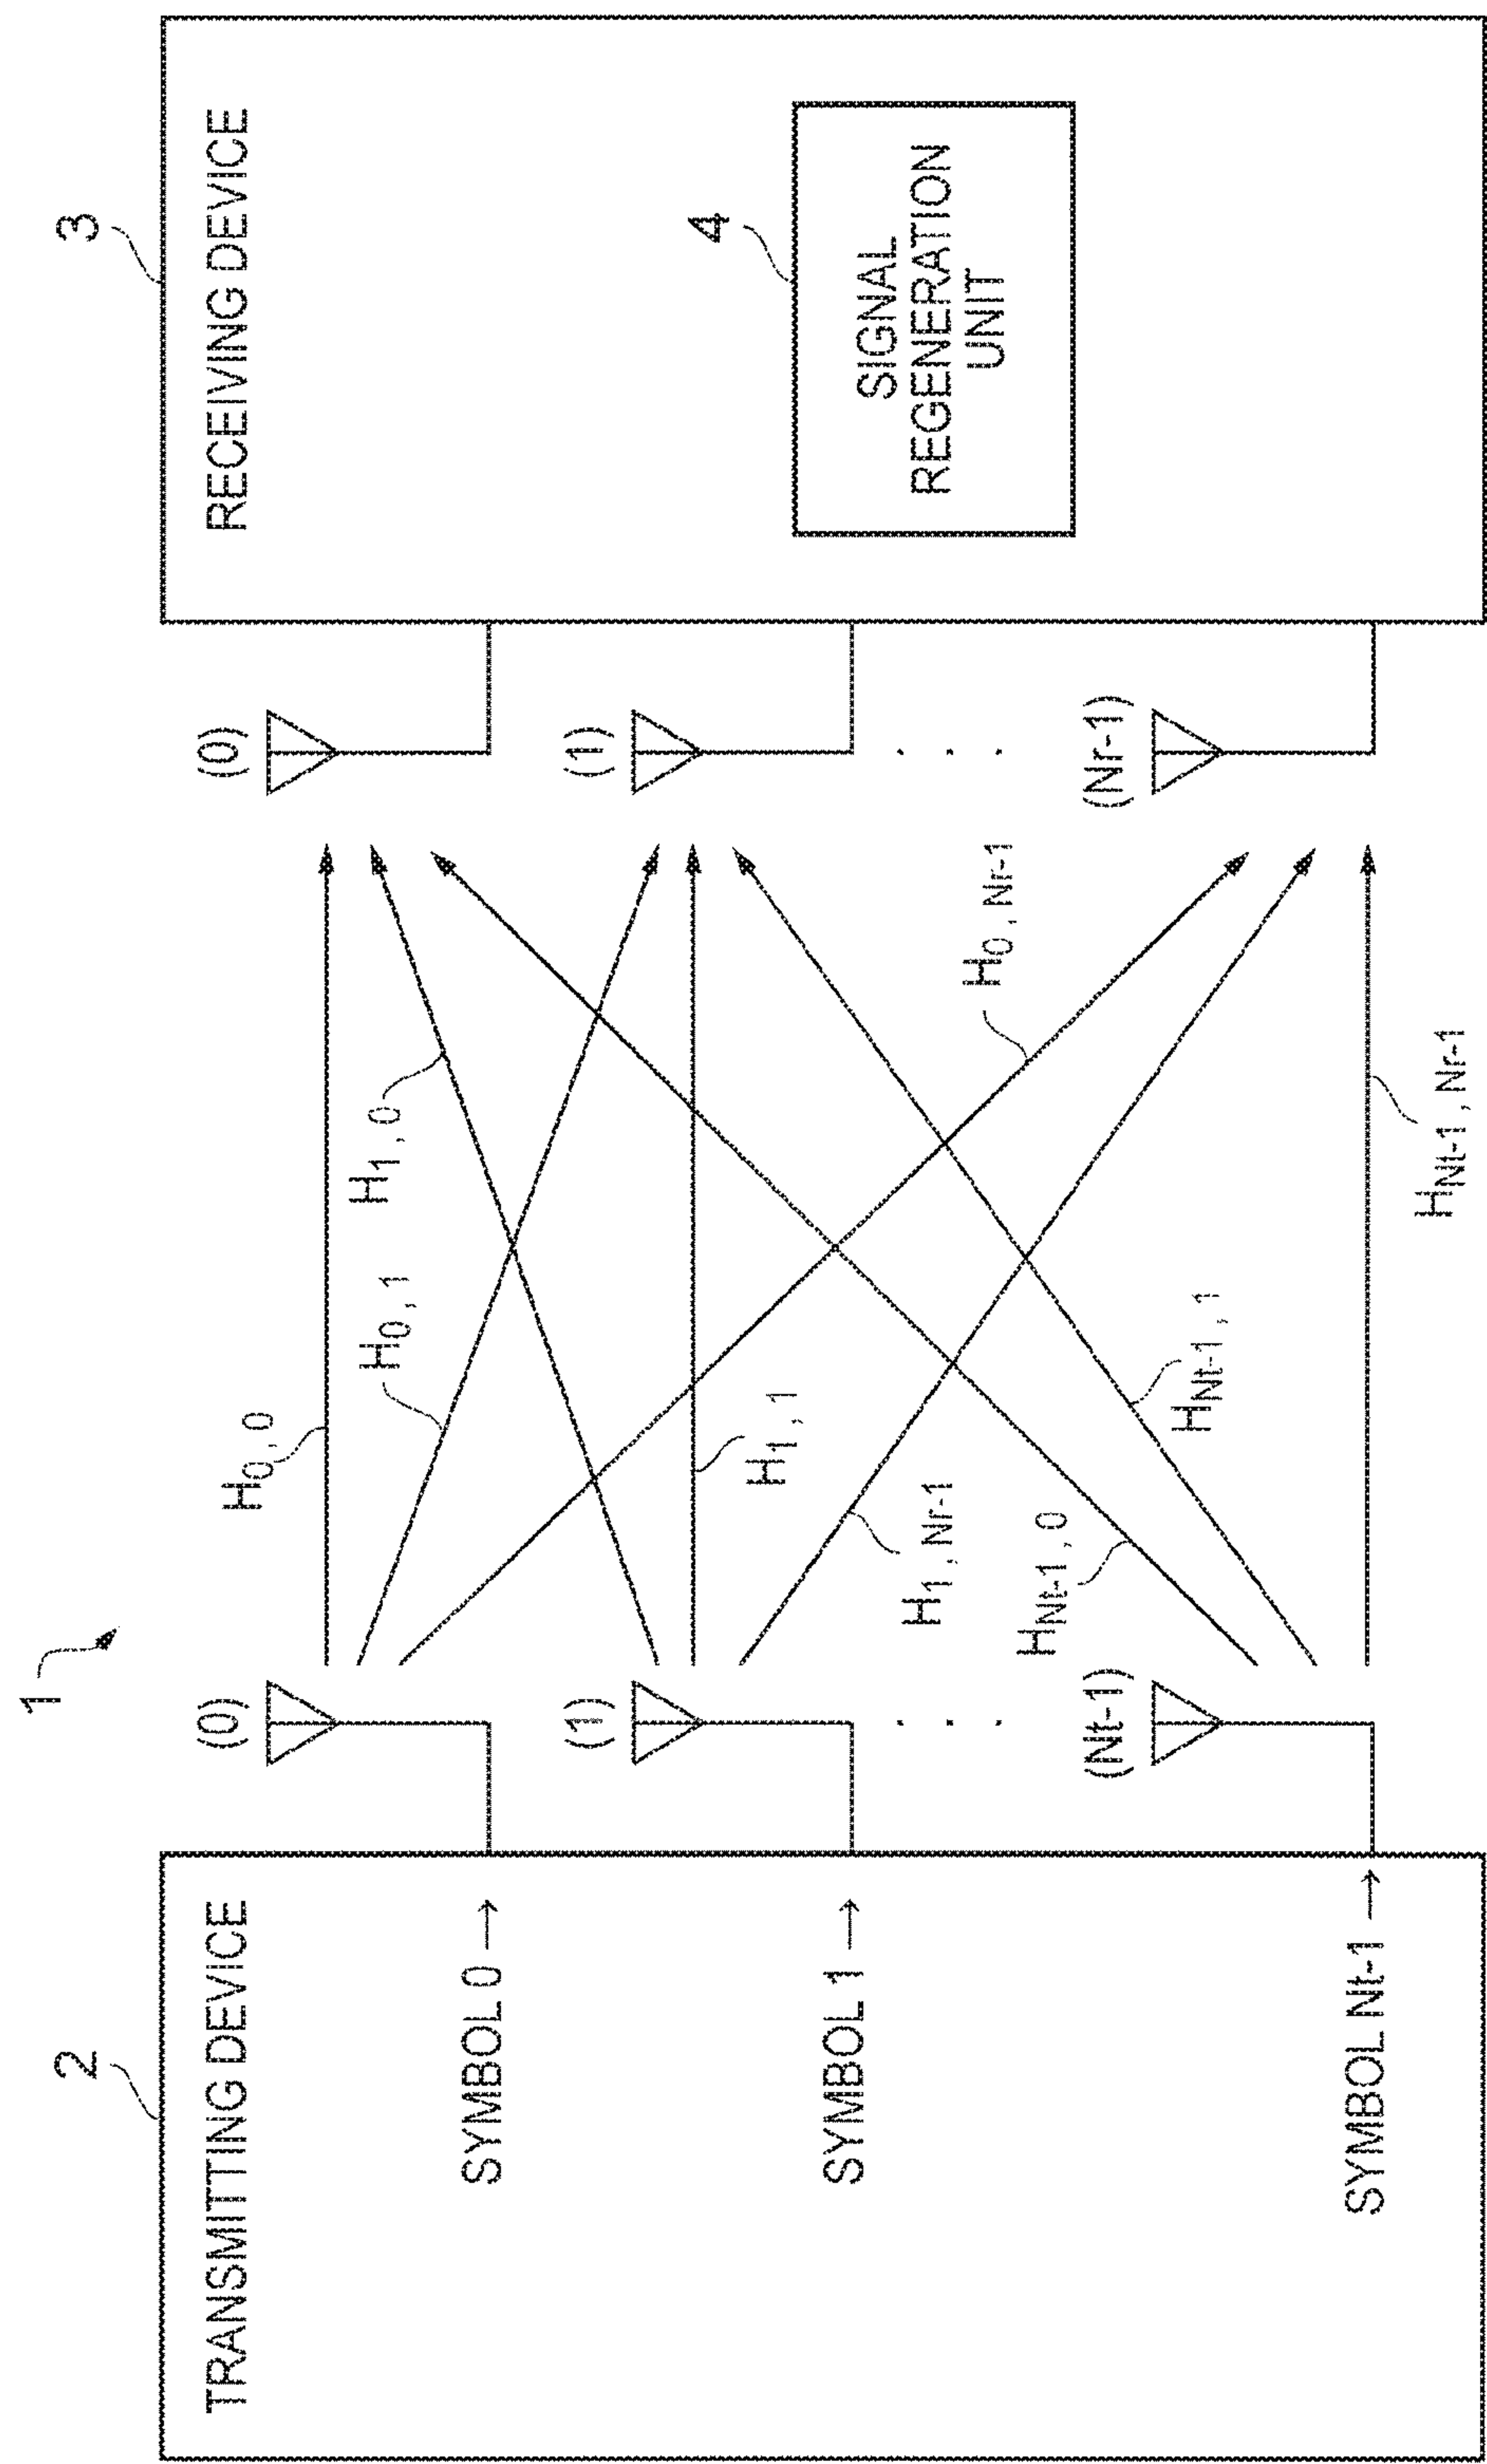 1
2
TRANSMITTING DEVICE
SYMBOL 0 →
SYMBOL 1 →
SYMBOL Nt-1 →
(0)
(1)
. . .
(Nt-1)
H0,0
H0,1
H1,0
H1,1
H1,Nr-1
HNt-1,0
HNt-1,1
H0,Nr-1
HNt-1,Nr-1
(0)
(1)
. . .
(Nr-1)
3
RECEIVING DEVICE
4
SIGNAL
REGENERATION
UNIT